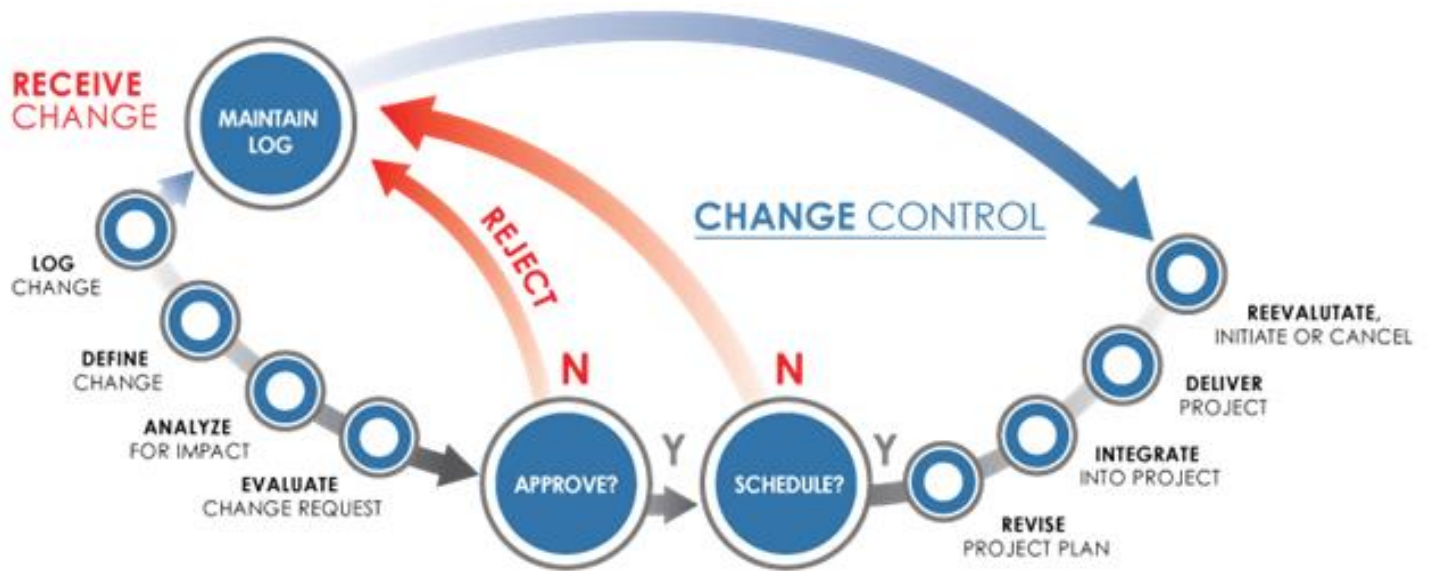 RECEIVE
CHANGE
MAINTAIN
LOG
REJECT
CHANGE CONTROL
LOG
CHANGE
DEFINE
CHANGE
ANALYZE
FOR IMPACT
EVALUATE
CHANGE REQUEST
N
APPROVE?
Y
N
SCHEDULE?
Y
REVISE
PROJECT PLAN
INTEGRATE
INTO PROJECT
DELIVER
PROJECT
REEVALUTATE,
INITIATE OR CANCEL